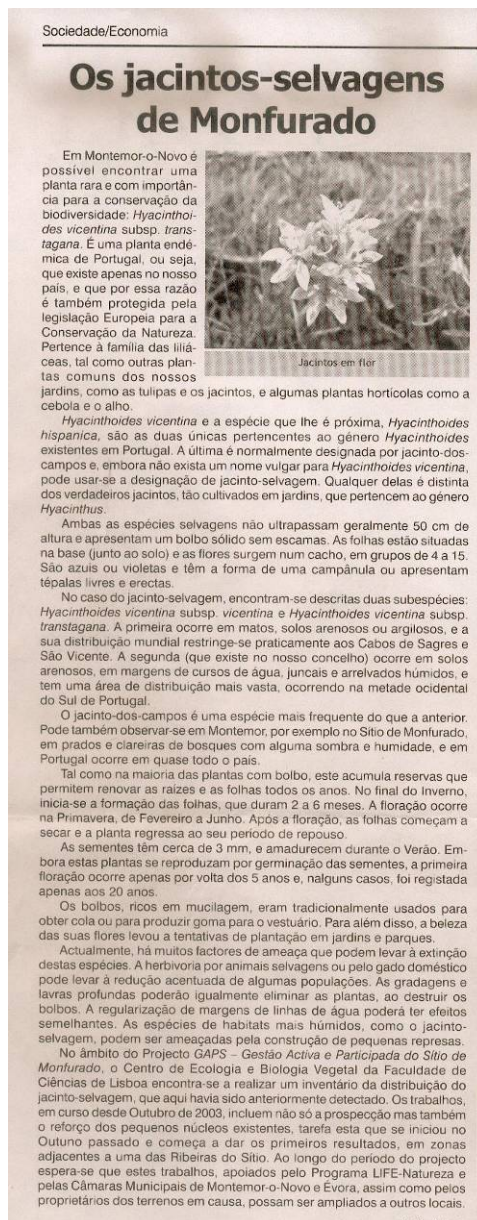 Sociedade/Economia
Os jacintos-selvagens
de Monfurado
Em Montemor-o-Novo é
possível encontrar uma
planta rara e com importân-
cia para a conservação da
biodiversidade: Hyacinthoi-
des vicentina subsp. trans-
tagana. É uma planta endé-
mica de Portugal, ou seja,
que existe apenas no nosso
país, e que por essa razão
é também protegida pela
legislação Europeia para a
Conservação da Natureza.
Pertence à família das liliá-
ceas, tal como outras plan-
tas comuns dos nossos
jardins, como as tulipas e os jacintos, e algumas plantas hortícolas como a
cebola e o alho.
Jacintos em flor
Hyacinthoides vicentina e a espécie que lhe é próxima, Hyacinthoides
hispanica, são as duas únicas pertencentes ao género Hyacinthoides
existentes em Portugal. A última é normalmente designada por jacinto-dos-
campos e, embora não exista um nome vulgar para Hyacinthoides vicentina,
pode usar-se a designação de jacinto-selvagem. Qualquer delas é distinta
dos verdadeiros jacintos, tão cultivados em jardins, que pertencem ao género
Hyacinthus.
Ambas as espécies selvagens não ultrapassam geralmente 50 cm de
altura e apresentam um bolbo sólido sem escamas. As folhas estão situadas
na base (junto ao solo) e as flores surgem num cacho, em grupos de 4 a 15.
São azuis ou violetas e têm a forma de uma campânula ou apresentam
tépalas livres e erectas.
No caso do jacinto-selvagem, encontram-se descritas duas subespécies:
Hyacinthoides vicentina subsp. vicentina e Hyacinthoides vicentina subsp.
transtagana. A primeira ocorre em matos, solos arenosos ou argilosos, e a
sua distribuição mundial restringe-se praticamente aos Cabos de Sagres e
São Vicente. A segunda (que existe no nosso concelho) ocorre em solos
arenosos, em margens de cursos de água, juncais e arrelvados húmidos, e
tem uma área de distribuição mais vasta, ocorrendo na metade ocidental
do Sul de Portugal.
O jacinto-dos-campos é uma espécie mais frequente do que a anterior.
Pode também observar-se em Montemor, por exemplo no Sítio de Monfurado,
em prados e clareiras de bosques com alguma sombra e humidade, e em
Portugal ocorre em quase todo o país.
Tal como na maioria das plantas com bolbo, este acumula reservas que
permitem renovar as raízes e as folhas todos os anos. No final do Inverno,
inicia-se a formação das folhas, que duram 2 a 6 meses. A floração ocorre
na Primavera, de Fevereiro a Junho. Após a floração, as folhas começam a
secar e a planta regressa ao seu período de repouso.
As sementes têm cerca de 3 mm, e amadurecem durante o Verão. Em-
bora estas plantas se reproduzam por germinação das sementes, a primeira
floração ocorre apenas por volta dos 5 anos e, nalguns casos, foi registada
apenas aos 20 anos.
Os bolbos, ricos em mucilagem, eram tradicionalmente usados para
obter cola ou para produzir goma para o vestuário. Para além disso, a beleza
das suas flores levou a tentativas de plantação em jardins e parques.
Actualmente, há muitos factores de ameaça que podem levar à extinção
destas espécies. A herbivoria por animais selvagens ou pelo gado doméstico
pode levar à redução acentuada de algumas populações. As gradagens e
lavras profundas poderão igualmente eliminar as plantas, ao destruir os
bolbos. A regularização de margens de linhas de água poderá ter efeitos
semelhantes. As espécies de habitats mais húmidos, como o jacinto-
selvagem, podem ser ameaçadas pela construção de pequenas represas.
No âmbito do Projecto GAPS – Gestão Activa e Participada do Sítio de
Monfurado, o Centro de Ecologia e Biologia Vegetal da Faculdade de
Ciências de Lisboa encontra-se a realizar um inventário da distribuição do
jacinto-selvagem, que aqui havia sido anteriormente detectado. Os trabalhos,
em curso desde Outubro de 2003, incluem não só a prospecção mas também
o reforço dos pequenos núcleos existentes, tarefa esta que se iniciou no
Outuno passado e começa a dar os primeiros resultados, em zonas
adjacentes a uma das Ribeiras do Sítio. Ao longo do período do projecto
espera-se que estes trabalhos, apoiados pelo Programa LIFE-Natureza e
pelas Câmaras Municipais de Montemor-o-Novo e Évora, assim como pelos
proprietários dos terrenos em causa, possam ser ampliados a outros locais.